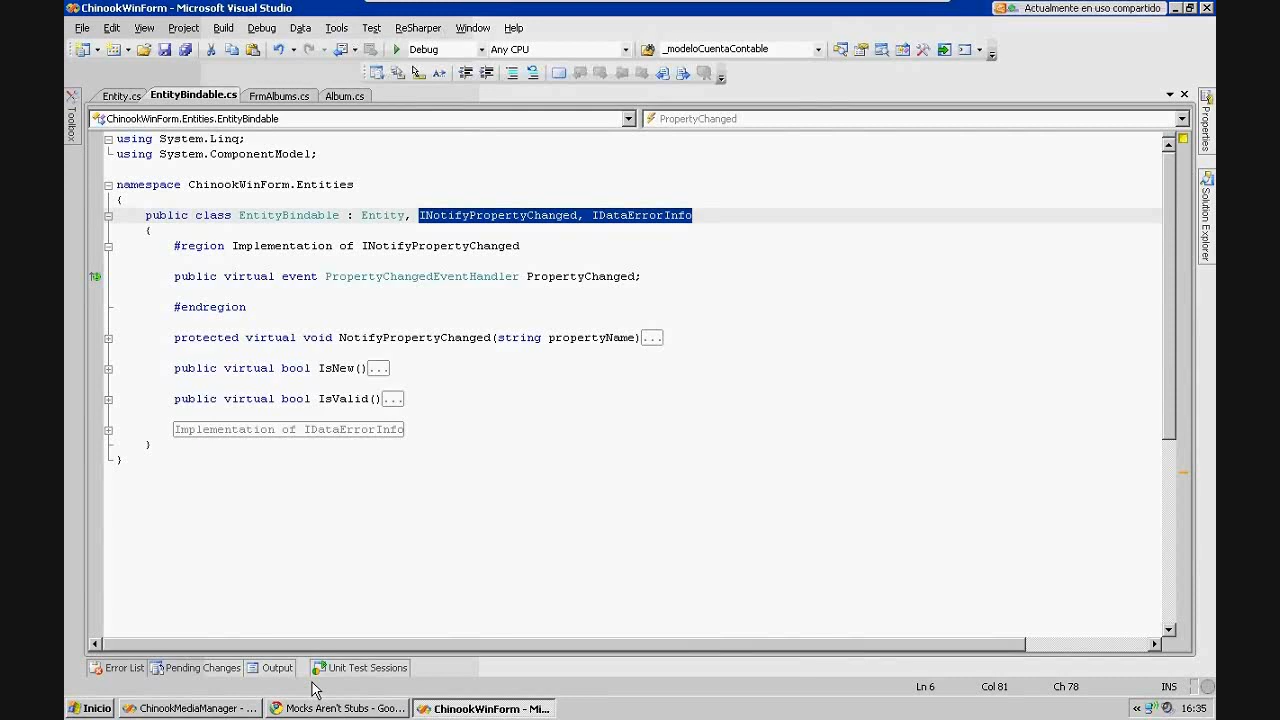 ChinookWinForm - Microsoft Visual Studio
Actualmente en uso compartido
File Edit View Project Build Debug Data Tools Test ReSharper Window Help
Debug Any CPU _modeloCuentaContable
Entity.cs EntityBindable.cs FrmAlbums.cs Album.cs
Toolbox
ChinookWinForm.Entities.EntityBindable PropertyChanged
Properties
Solution Explorer
using System.Linq;
using System.ComponentModel;
namespace ChinookWinForm.Entities
{
public class EntityBindable : Entity, INotifyPropertyChanged, IDataErrorInfo
{
#region Implementation of INotifyPropertyChanged
public virtual event PropertyChangedEventHandler PropertyChanged;
#endregion
protected virtual void NotifyPropertyChanged(string propertyName)...
public virtual bool IsNew()...
public virtual bool IsValid()...
Implementation of IDataErrorInfo
}
}
Error List Pending Changes Output Unit Test Sessions
Ln 6 Col 81 Ch 78 INS
Inicio ChinookMediaManager - ... Mocks Aren't Stubs - Goo... ChinookWinForm - Mi... « 16:35